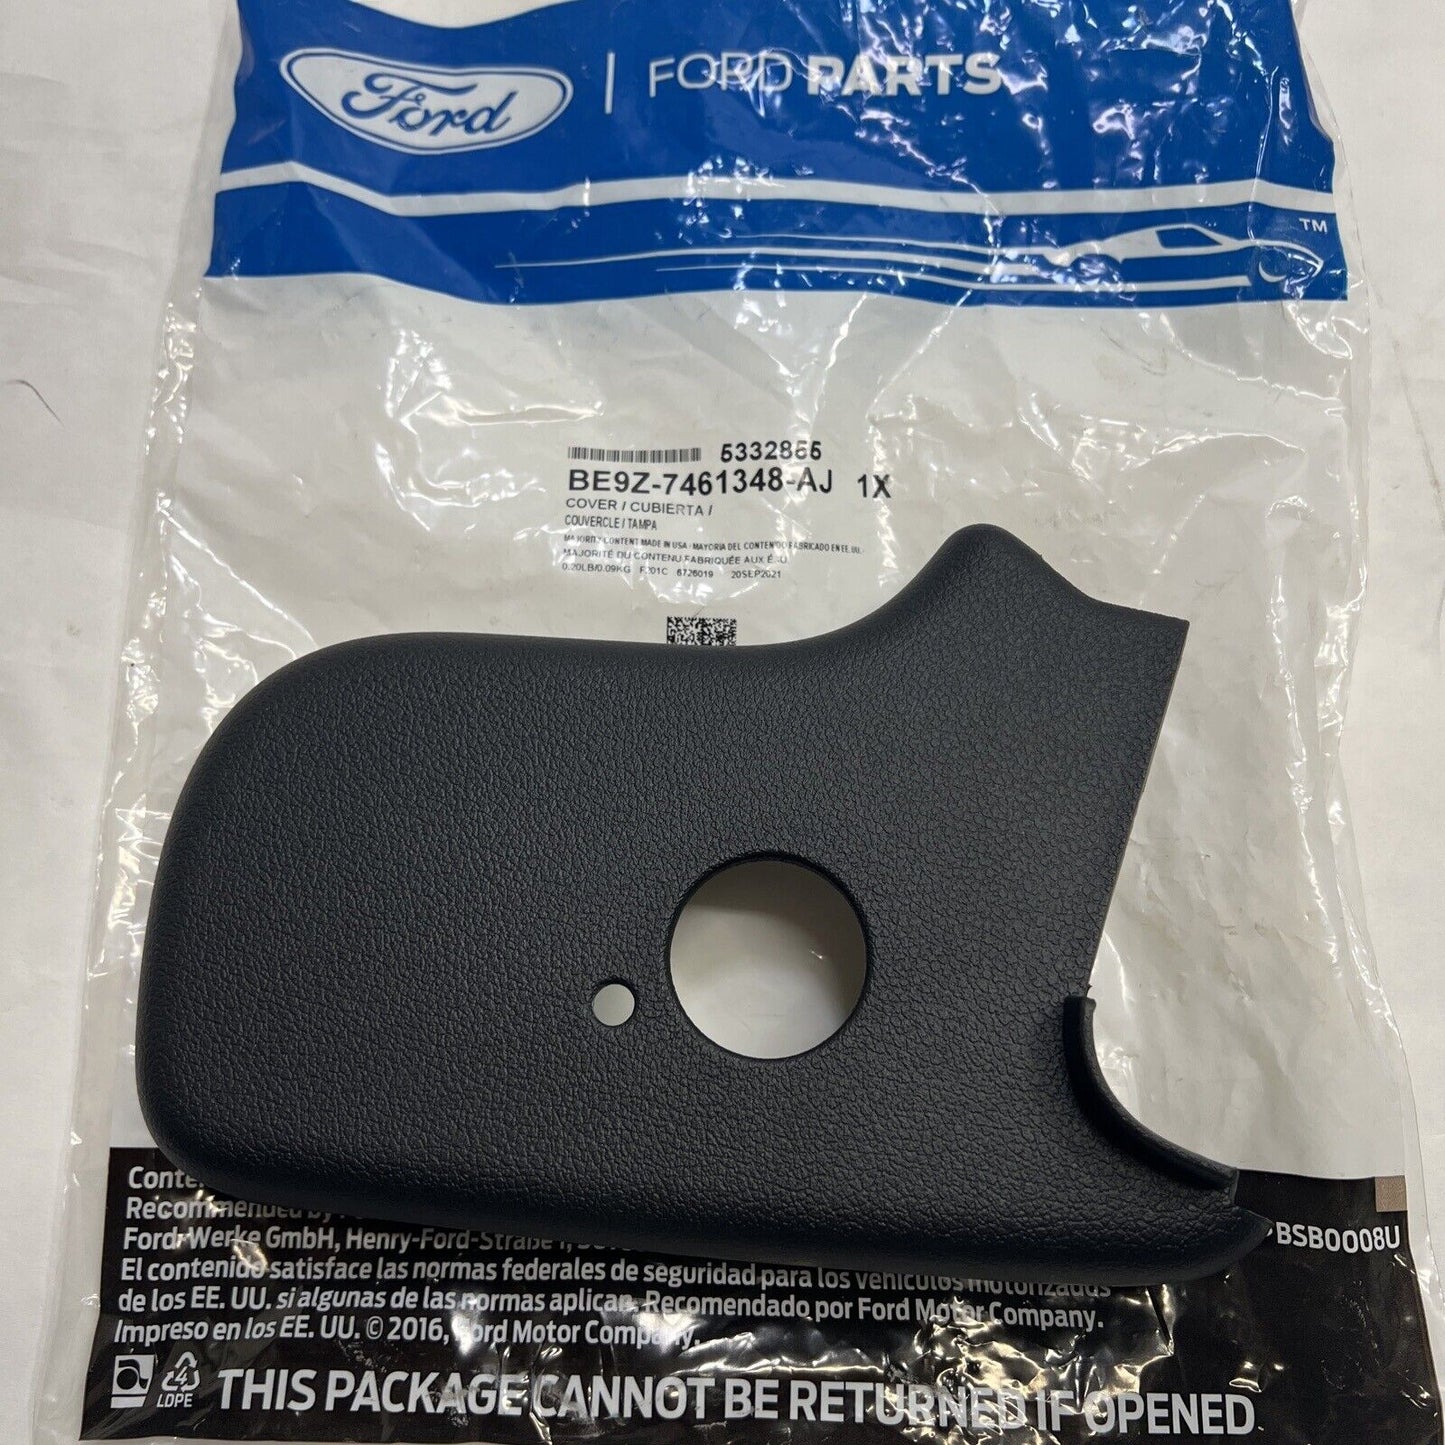 Ford | FORD PARTS
TM
5332855
BE9Z-7461348-AJ 1X
COVER / CUBIERTA /
COUVERCLE / TAMPA
MAJORITY CONTENT MADE IN USA - MAYORIA DEL CONTENIDO FABRICADO EN EE. UU. -
MAJORITÉ DU CONTENU FABRIQUÉE AUX É.-U.
0.20LB/0.09KG F201C 6726019 20SEP2021
Recommended by
Ford-Werke GmbH, Henry-Ford-Straße 1,
BSB0008U
El contenido satisface las normas federales de seguridad para los vehículos motorizados
de los EE. UU. si algunas de las normas aplican. Recomendado por Ford Motor Company.
Impreso en los EE. UU. © 2016, Ford Motor Company.
4
LDPE
THIS PACKAGE CANNOT BE RETURNED IF OPENED